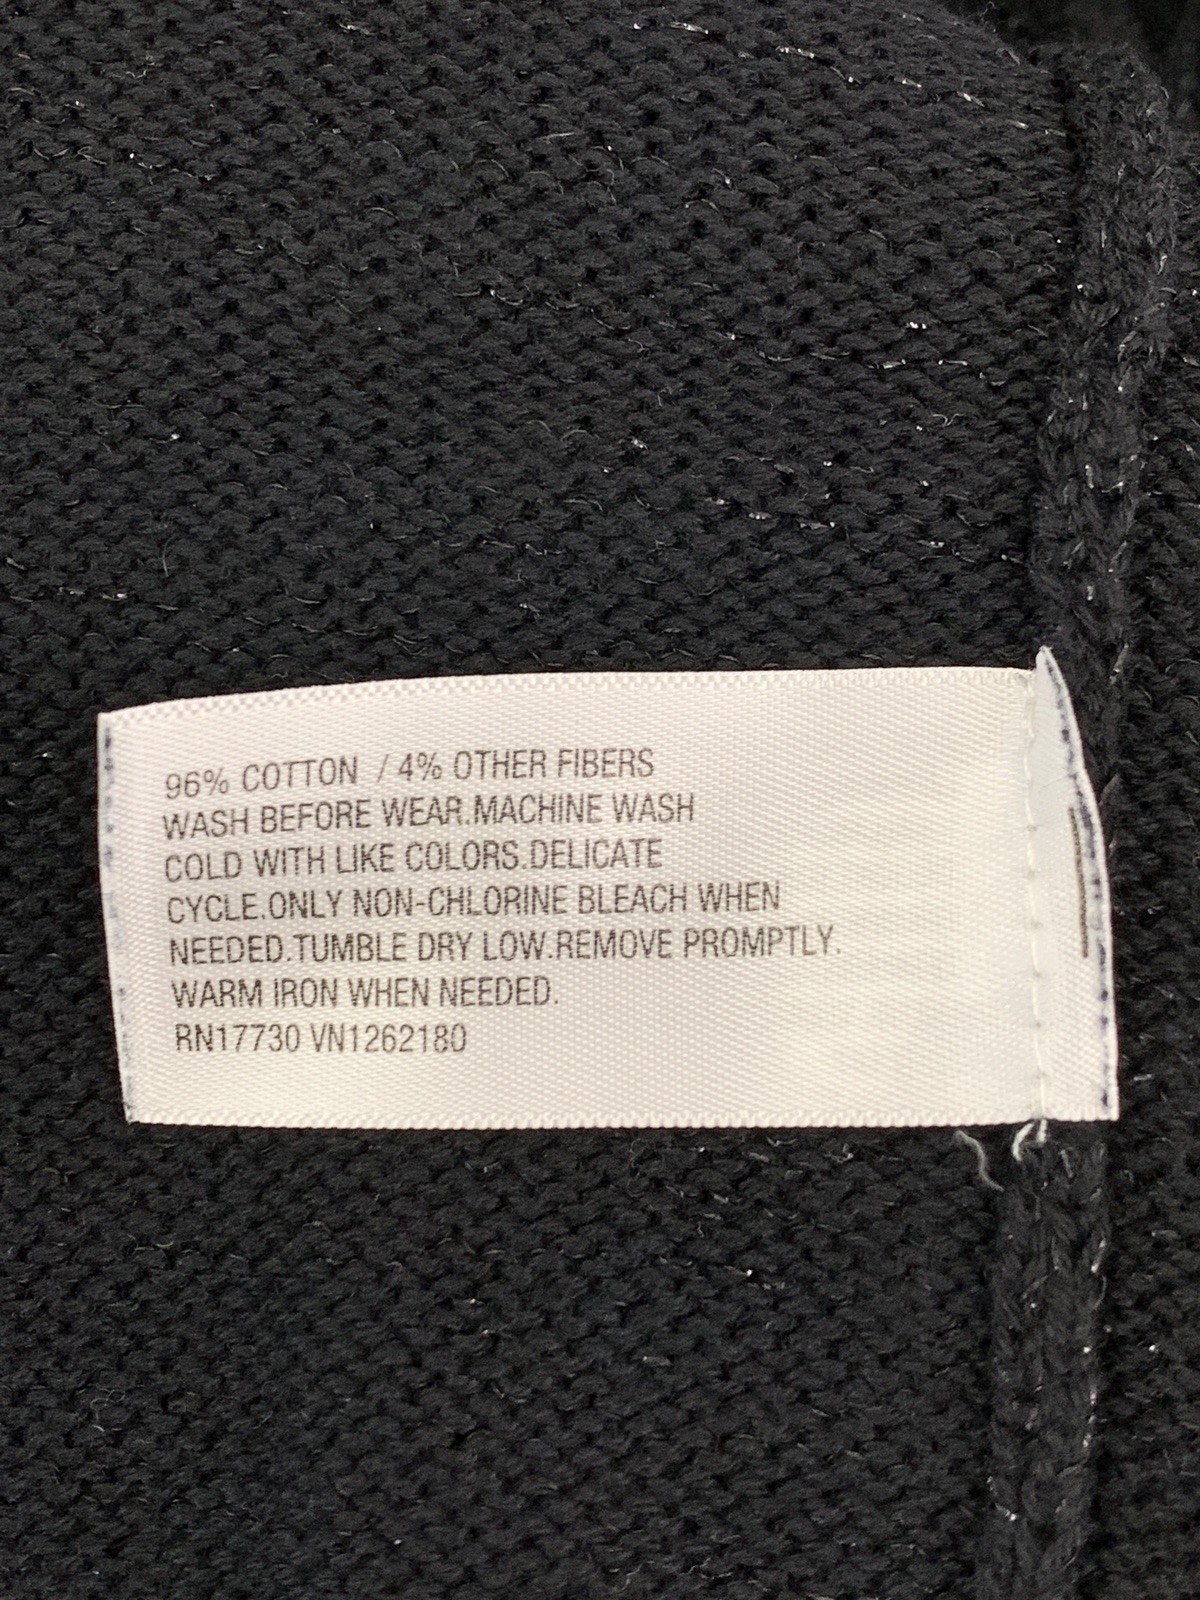 96% COTTON / 4% OTHER FIBERS
WASH BEFORE WEAR.MACHINE WASH
COLD WITH LIKE COLORS.DELICATE
CYCLE.ONLY NON-CHLORINE BLEACH WHEN
NEEDED.TUMBLE DRY LOW.REMOVE PROMPTLY.
WARM IRON WHEN NEEDED.
RN17730 VN1262180